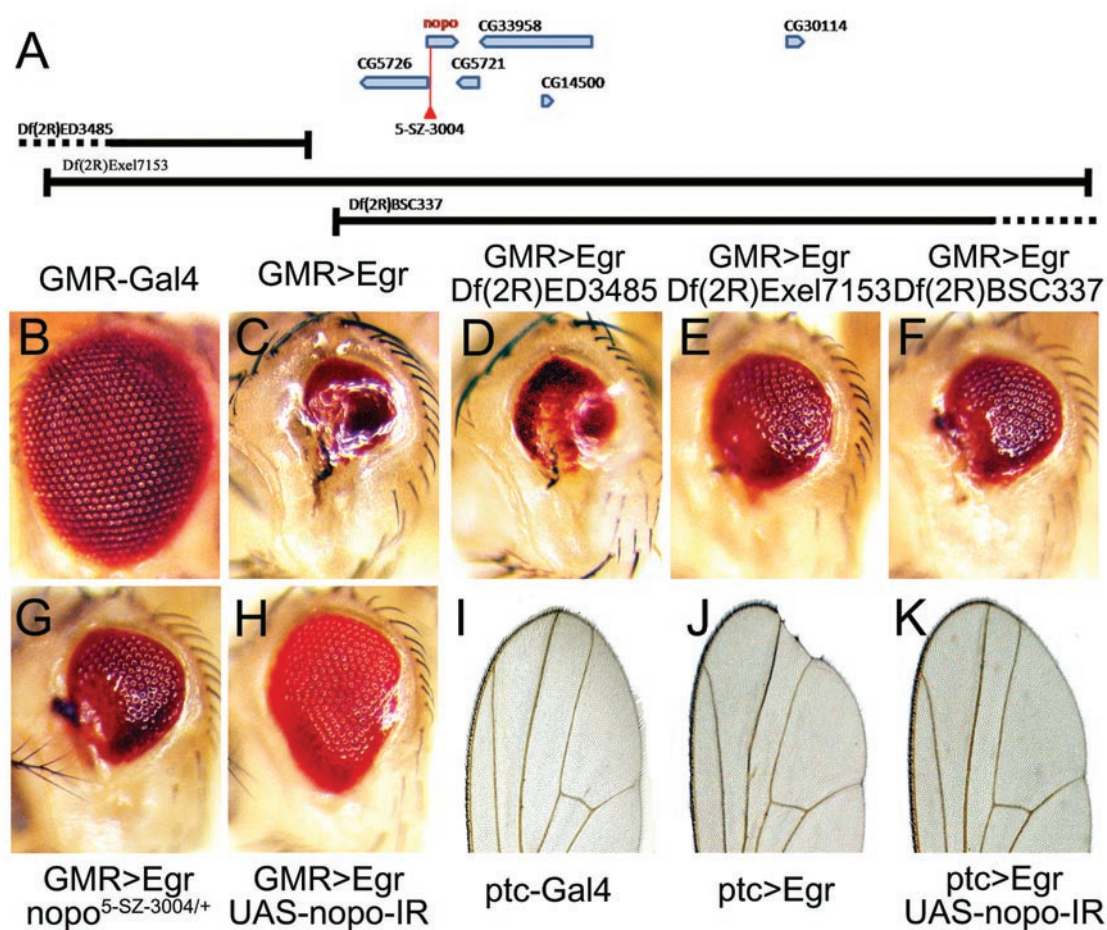 A
nopo
CG33958
CG30114
CG5726
CG5721
CG14500
5-SZ-3004
Df(2R)ED3485
Df(2R)Exel7153
Df(2R)BSC337
GMR-Gal4
GMR>Egr
GMR>Egr
Df(2R)ED3485
GMR>Egr
Df(2R)Exel7153
GMR>Egr
Df(2R)BSC337
B
C
D
E
F
G
H
I
J
K
GMR>Egr
nopo5-SZ-3004/+
GMR>Egr
UAS-nopo-IR
ptc-Gal4
ptc>Egr
ptc>Egr
UAS-nopo-IR